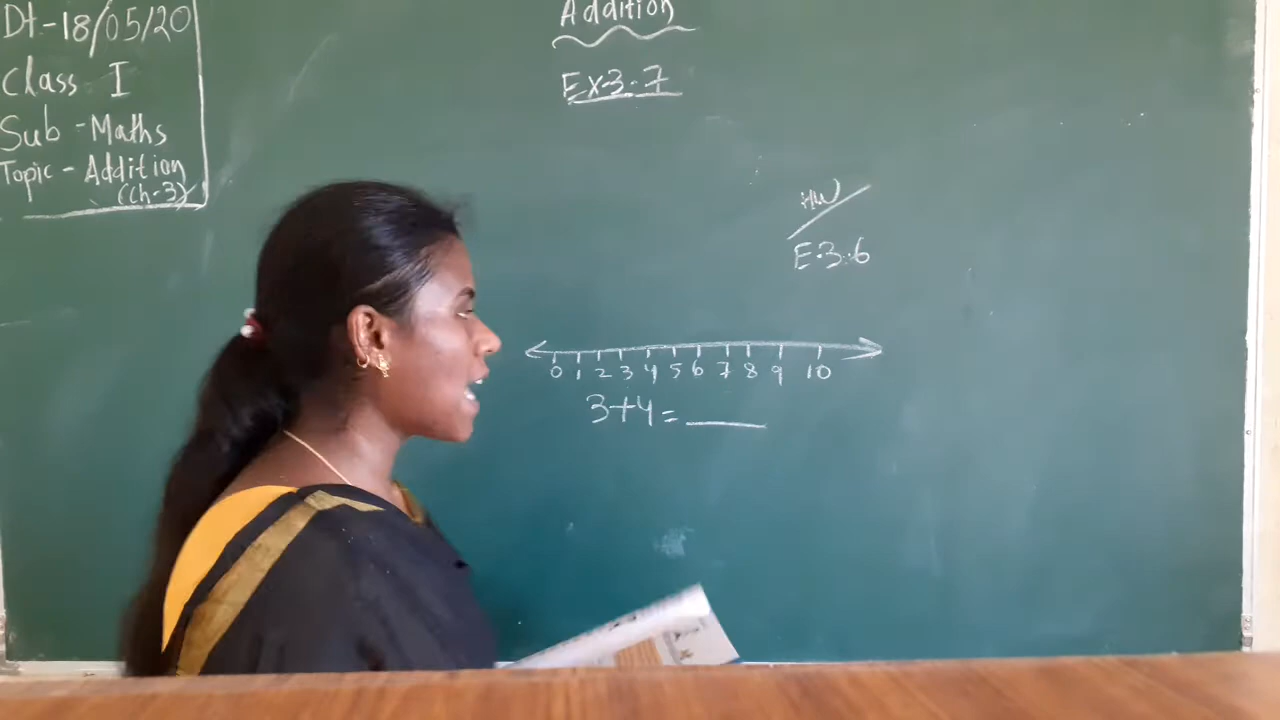 Dt.-18/05/20
Class - I
Sub - Maths
Topic - Addition
(Ch-3)
Addition
Ex 3.7
HW
E.3.6
0 1 2 3 4 5 6 7 8 9 10
3+4=____